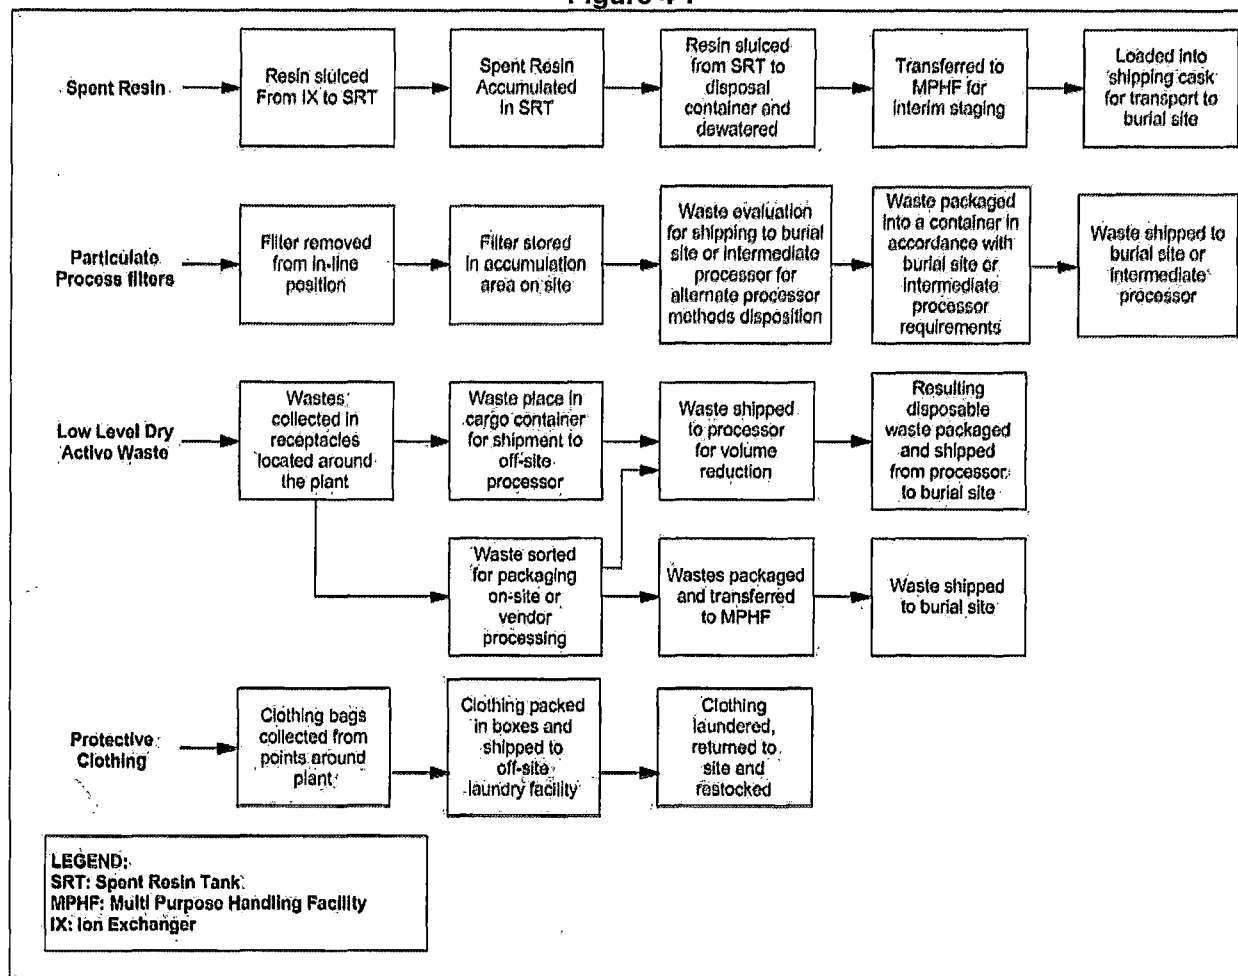 Spent Resin
Resin sluiced
From IX to SRT
Spent Resin
Accumulated
In SRT
Resin sluiced
from SRT to
disposal
container and
dewatered
Transferred to
MPHF for
interim staging
Loaded into
shipping cask
for transport to
burial site
Particulate
Process filters
Filter removed
from in-line
position
Filter stored
in accumulation
area on site
Waste evaluation
for shipping to burial
site or intermediate
processor for
alternate processor
methods disposition
Waste packaged
into a container in
accordance with
burial site or
intermediate
processor
requirements
Waste shipped to
burial site or
intermediate
processor
Low Level Dry
Active Waste
Wastes
collected in
receptacles
located around
the plant
Waste place in
cargo container
for shipment to
off-site
processor
Waste shipped
to processor
for volume
reduction
Resulting
disposable
waste packaged
and shipped
from processor
to burial site
Waste sorted
for packaging
on-site or
vendor
processing
Wastes packaged
and transferred
to MPHF
Waste shipped
to burial site
Protective
Clothing
Clothing bags
collected from
points around
plant
Clothing packed
in boxes and
shipped to
off-site
laundry facility
Clothing
laundered,
returned to
site and
restocked
LEGEND:
SRT: Spent Resin Tank
MPHF: Multi Purpose Handling Facility
IX: Ion Exchanger